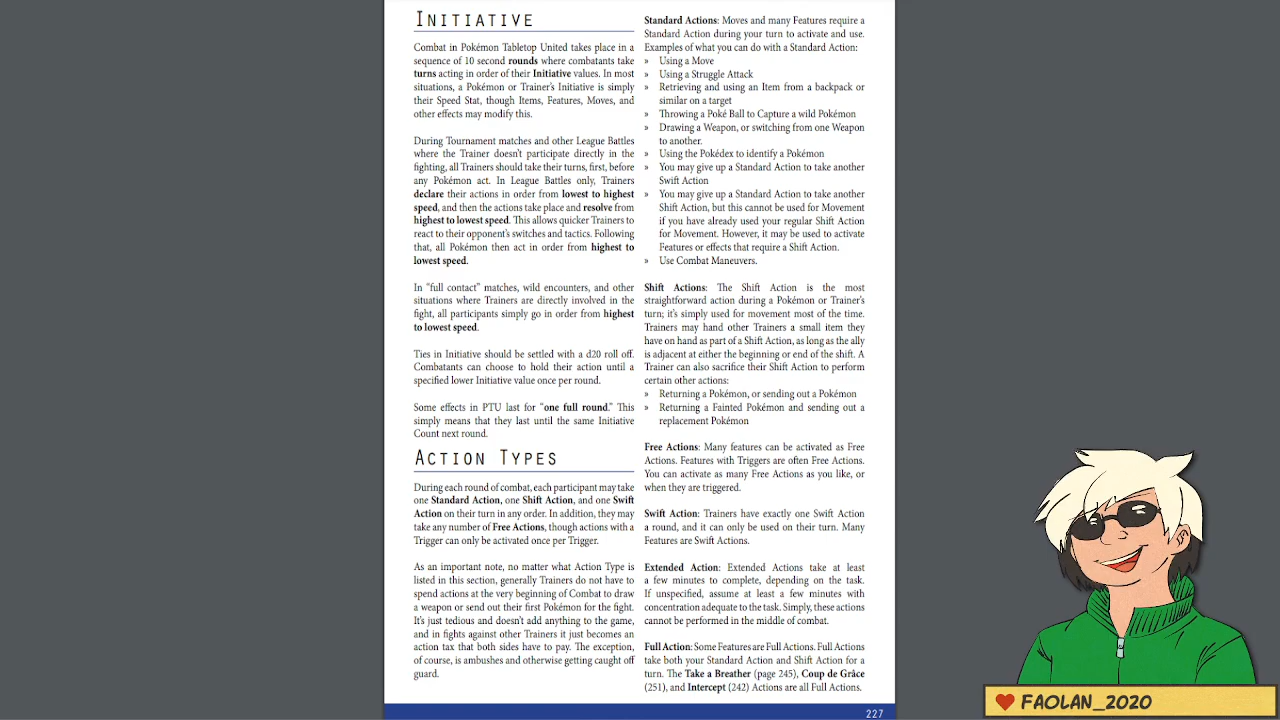 INITIATIVE
Combat in Pokémon Tabletop United takes place in a
sequence of 10 second rounds where combatants take
turns acting in order of their Initiative values. In most
situations, a Pokémon or Trainer's Initiative is simply
their Speed Stat, though Items, Features, Moves, and
other effects may modify this.
During Tournament matches and other League Battles
where the Trainer doesn't participate directly in the
fighting, all Trainers should take their turns, first, before
any Pokémon act. In League Battles only, Trainers
declare their actions in order from lowest to highest
speed, and then the actions take place and resolve from
highest to lowest speed. This allows quicker Trainers to
react to their opponent's switches and tactics. Following
that, all Pokémon then act in order from highest to
lowest speed.
In "full contact" matches, wild encounters, and other
situations where Trainers are directly involved in the
fight, all participants simply go in order from highest
to lowest speed.
Ties in Initiative should be settled with a d20 roll off.
Combatants can choose to hold their action until a
specified lower Initiative value once per round.
Some effects in PTU last for "one full round." This
simply means that they last until the same Initiative
Count next round.
ACTION TYPES
During each round of combat, each participant may take
one Standard Action, one Shift Action, and one Swift
Action on their turn in any order. In addition, they may
take any number of Free Actions, though actions with a
Trigger can only be activated once per Trigger.
As an important note, no matter what Action Type is
listed in this section, generally Trainers do not have to
spend actions at the very beginning of Combat to draw
a weapon or send out their first Pokémon for the fight.
It's just tedious and doesn't add anything to the game,
and in fights against other Trainers it just becomes an
action tax that both sides have to pay. The exception,
of course, is ambushes and otherwise getting caught off
guard.
Standard Actions: Moves and many Features require a
Standard Action during your turn to activate and use.
Examples of what you can do with a Standard Action:
» Using a Move
» Using a Struggle Attack
» Retrieving and using an Item from a backpack or
similar on a target
» Throwing a Poké Ball to Capture a wild Pokémon
» Drawing a Weapon, or switching from one Weapon
to another.
» Using the Pokédex to identify a Pokémon
» You may give up a Standard Action to take another
Swift Action
» You may give up a Standard Action to take another
Shift Action, but this cannot be used for Movement
if you have already used your regular Shift Action
for Movement. However, it may be used to activate
Features or effects that require a Shift Action.
» Use Combat Maneuvers.
Shift Actions: The Shift Action is the most
straightforward action during a Pokémon or Trainer's
turn; it's simply used for movement most of the time.
Trainers may hand other Trainers a small item they
have on hand as part of a Shift Action, as long as the ally
is adjacent at either the beginning or end of the shift. A
Trainer can also sacrifice their Shift Action to perform
certain other actions:
» Returning a Pokémon, or sending out a Pokémon
» Returning a Fainted Pokémon and sending out a
replacement Pokémon
Free Actions: Many features can be activated as Free
Actions. Features with Triggers are often Free Actions.
You can activate as many Free Actions as you like, or
when they are triggered.
Swift Action: Trainers have exactly one Swift Action
a round, and it can only be used on their turn. Many
Features are Swift Actions.
Extended Action: Extended Actions take at least
a few minutes to complete, depending on the task.
If unspecified, assume at least a few minutes with
concentration adequate to the task. Simply, these actions
cannot be performed in the middle of combat.
Full Action: Some Features are Full Actions. Full Actions
take both your Standard Action and Shift Action for a
turn. The Take a Breather (page 245), Coup de Grâce
(251), and Intercept (242) Actions are all Full Actions.
227
FAOLAN_2020